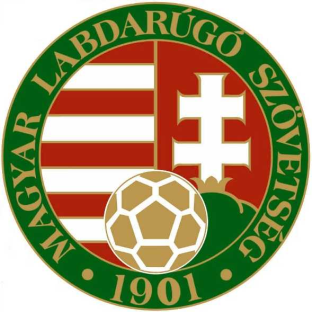 MAGYAR LABDARÚGÓ SZÖVETSÉG
• 1901 •